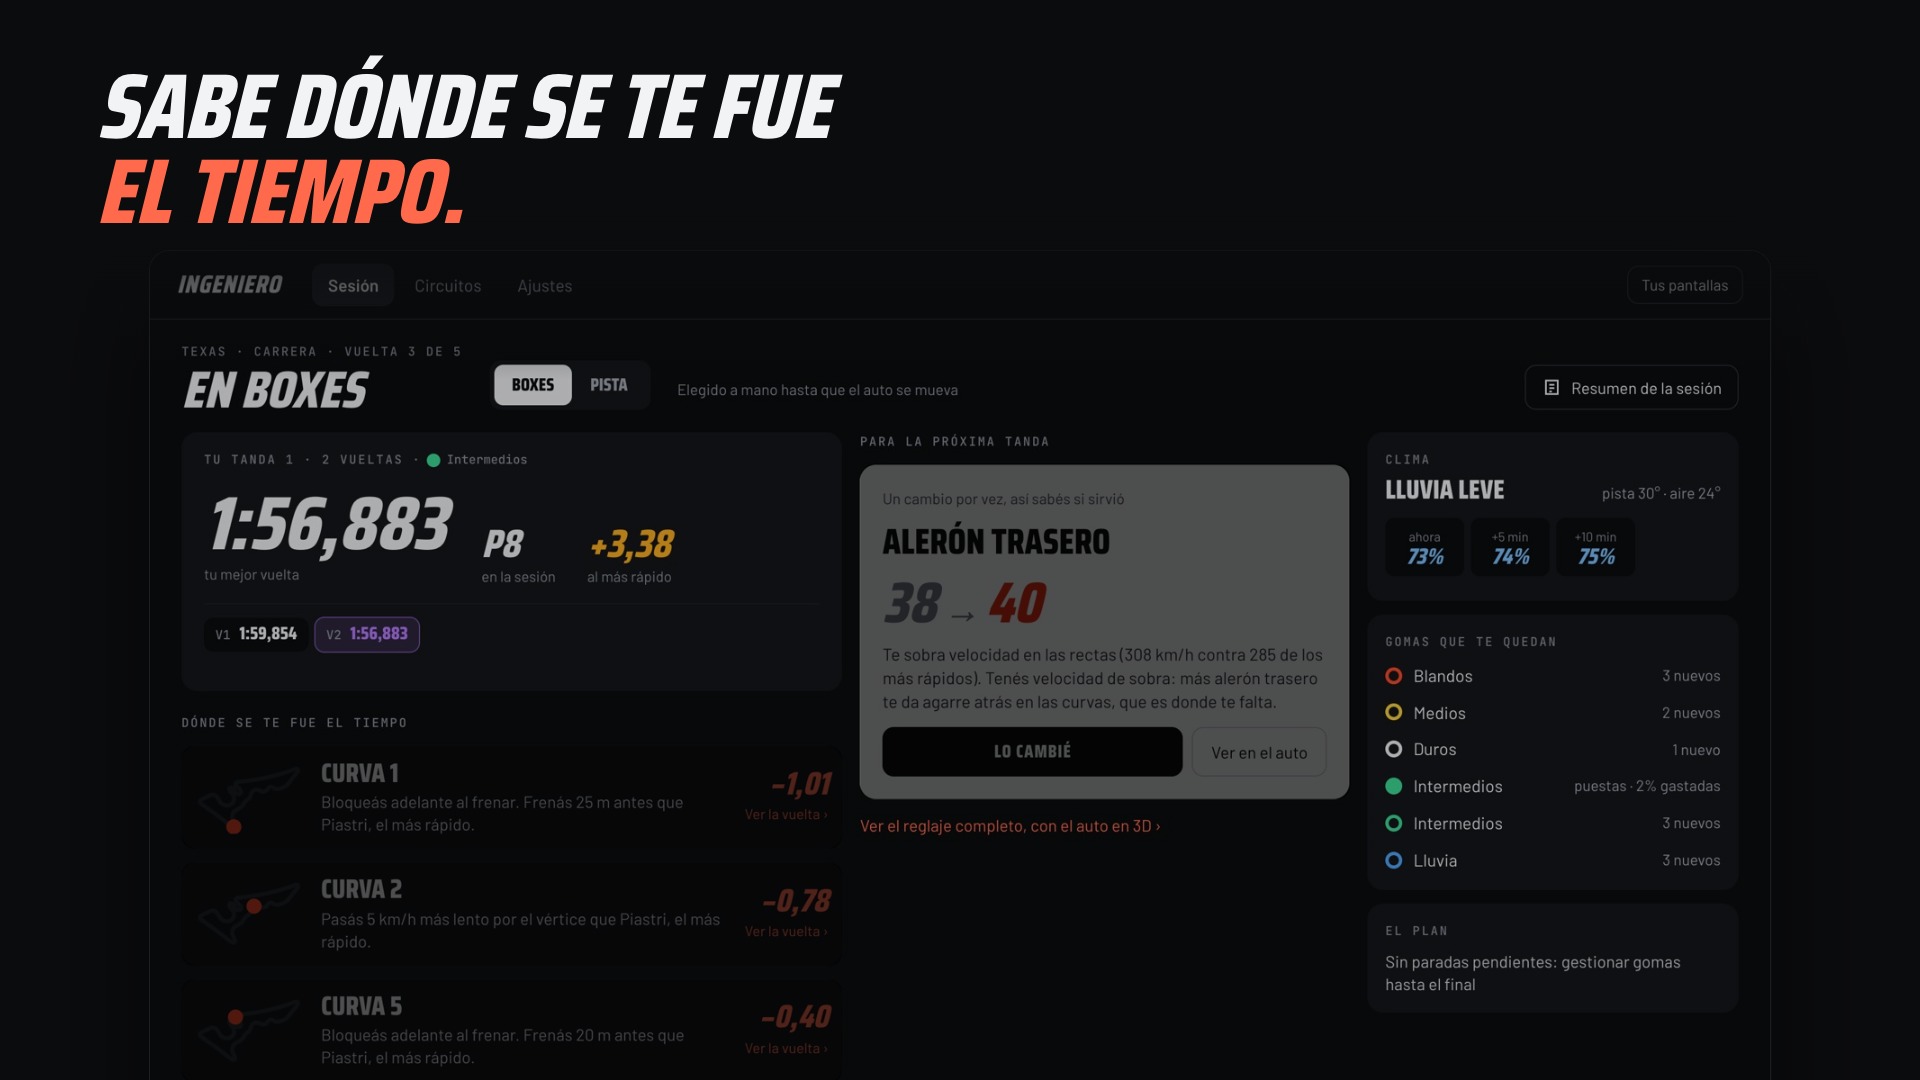 SABE DÓNDE SE TE FUE
EL TIEMPO.
INGENIERO
Sesión
Circuitos
Ajustes
Tus pantallas
TEXAS · CARRERA · VUELTA 3 DE 5
EN BOXES
BOXES
PISTA
Elegido a mano hasta que el auto se mueva
Resumen de la sesión
TU TANDA 1 · 2 VUELTAS · Intermedios
1:56,883
tu mejor vuelta
P8
en la sesión
+3,38
al más rápido
V1 1:59,854
V2 1:56,883
DÓNDE SE TE FUE EL TIEMPO
CURVA 1
Bloqueás adelante al frenar. Frenás 25 m antes que
Piastri, el más rápido.
−1,01
Ver la vuelta ›
CURVA 2
Pasás 5 km/h más lento por el vértice que Piastri, el más
rápido.
−0,78
Ver la vuelta ›
CURVA 5
Bloqueás adelante al frenar. Frenás 20 m antes que
Piastri, el más rápido.
−0,40
Ver la vuelta ›
PARA LA PRÓXIMA TANDA
Un cambio por vez, así sabés si sirvió
ALERÓN TRASERO
38 → 40
Te sobra velocidad en las rectas (308 km/h contra 285 de los
más rápidos). Tenés velocidad de sobra: más alerón trasero
te da agarre atrás en las curvas, que es donde te falta.
LO CAMBIÉ
Ver en el auto
Ver el reglaje completo, con el auto en 3D ›
CLIMA
LLUVIA LEVE
pista 30° · aire 24°
ahora
73%
+5 min
74%
+10 min
75%
GOMAS QUE TE QUEDAN
Blandos 3 nuevos
Medios 2 nuevos
Duros 1 nuevo
Intermedios puestas · 2% gastadas
Intermedios 3 nuevos
Lluvia 3 nuevos
EL PLAN
Sin paradas pendientes: gestionar gomas
hasta el final